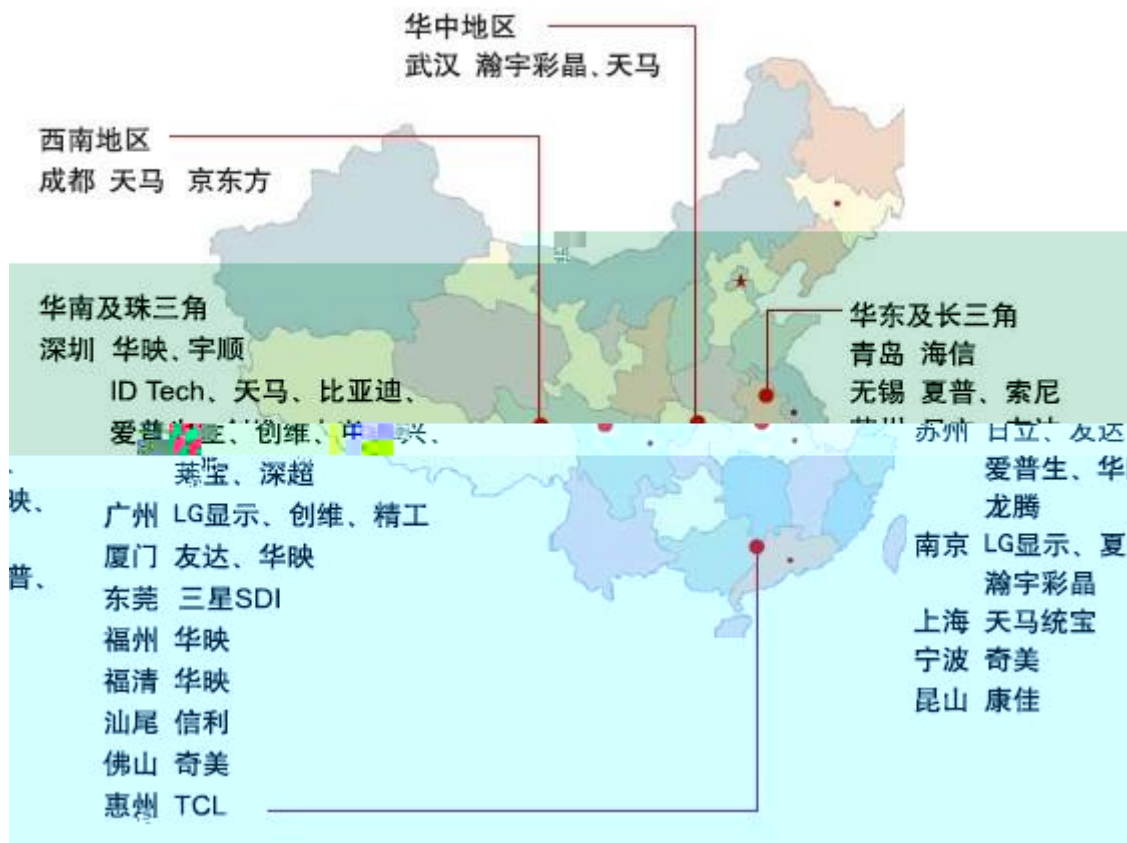 华中地区
武汉 瀚宇彩晶、天马
西南地区
成都 天马 京东方
华南及珠三角
深圳 华映、宇顺
ID Tech、天马、比亚迪、
爱普 、创维、
莱宝、深超
广州 LG显示、创维、精工
厦门 友达、华映
东莞 三星SDI
福州 华映
福清 华映
汕尾 信利
佛山 奇美
惠州 TCL
映、
普、
华东及长三角
青岛 海信
无锡 夏普、索尼
苏州 日立、友达
爱普生、华
龙腾
南京 LG显示、夏
瀚宇彩晶
上海 天马统宝
宁波 奇美
昆山 康佳